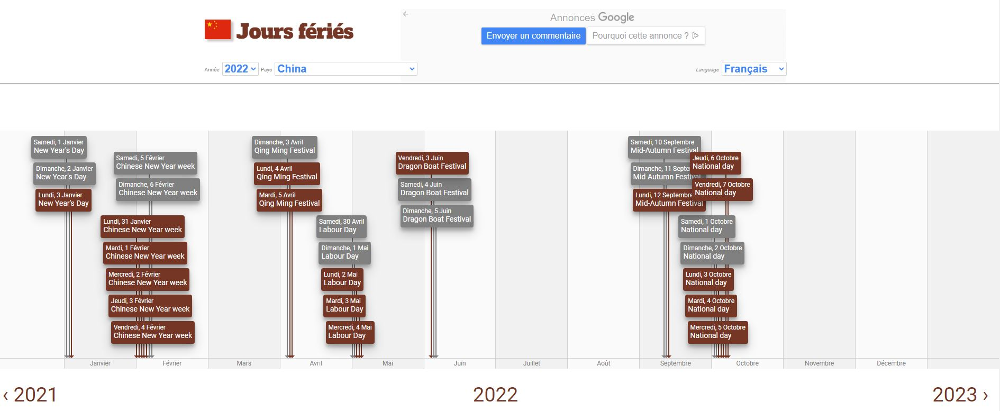 Jours fériés
←
Annonces Google
Envoyer un commentaire
Pourquoi cette annonce ?
Année 2022 Pays China
Language Français
Samedi, 1 Janvier
New Year's Day
Dimanche, 2 Janvier
New Year's Day
Lundi, 3 Janvier
New Year's Day
Samedi, 5 Février
Chinese New Year week
Dimanche, 6 Février
Chinese New Year week
Lundi, 31 Janvier
Chinese New Year week
Mardi, 1 Février
Chinese New Year week
Mercredi, 2 Février
Chinese New Year week
Jeudi, 3 Février
Chinese New Year week
Vendredi, 4 Février
Chinese New Year week
Dimanche, 3 Avril
Qing Ming Festival
Lundi, 4 Avril
Qing Ming Festival
Mardi, 5 Avril
Qing Ming Festival
Samedi, 30 Avril
Labour Day
Dimanche, 1 Mai
Labour Day
Lundi, 2 Mai
Labour Day
Mardi, 3 Mai
Labour Day
Mercredi, 4 Mai
Labour Day
Vendredi, 3 Juin
Dragon Boat Festival
Samedi, 4 Juin
Dragon Boat Festival
Dimanche, 5 Juin
Dragon Boat Festival
Samedi, 10 Septembre
Mid-Autumn Festival
Dimanche, 11 Septe
Mid-Autumn Festival
Lundi, 12 Septembre
Mid-Autumn Festival
Jeudi, 6 Octobre
National day
Vendredi, 7 Octobre
National day
Samedi, 1 Octobre
National day
Dimanche, 2 Octobre
National day
Lundi, 3 Octobre
National day
Mardi, 4 Octobre
National day
Mercredi, 5 Octobre
National day
Janvier Février Mars Avril Mai Juin Juillet Août Septembre Octobre Novembre Décembre
‹ 2021 2022 2023 ›